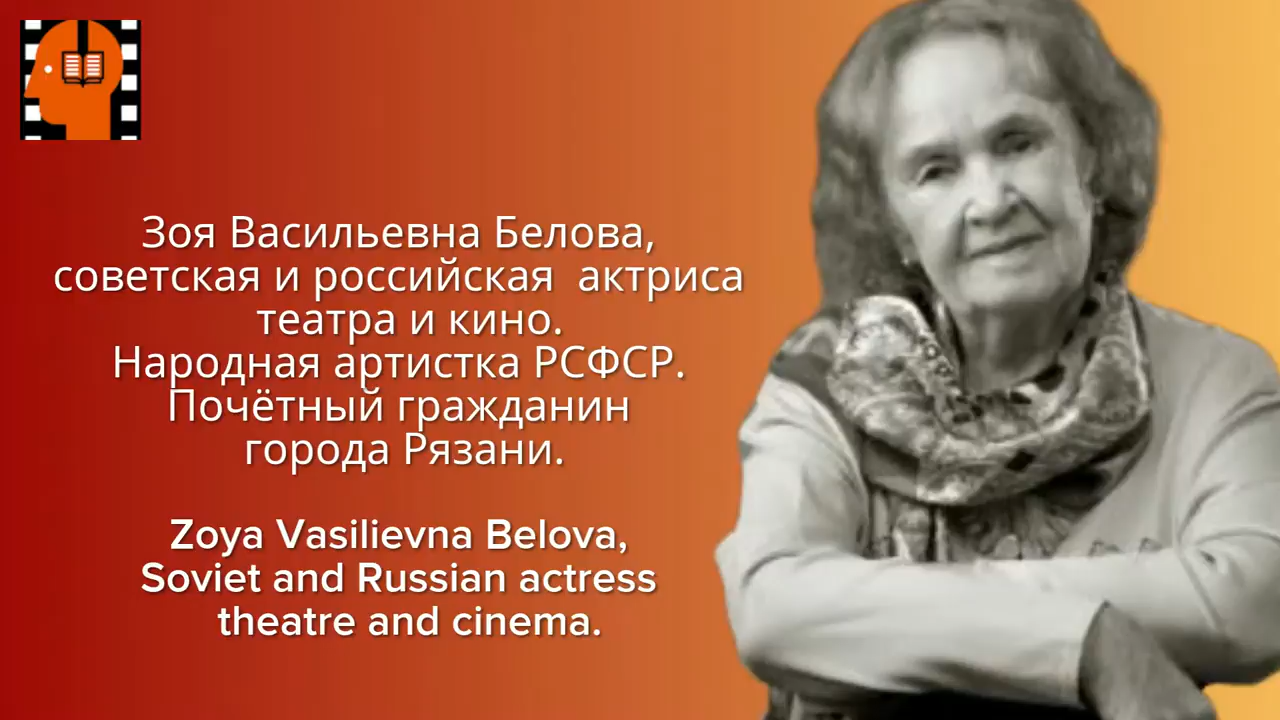 Зоя Васильевна Белова,
советская и российская актриса
театра и кино.
Народная артистка РСФСР.
Почётный гражданин
города Рязани.
Zoya Vasilievna Belova,
Soviet and Russian actress
theatre and cinema.